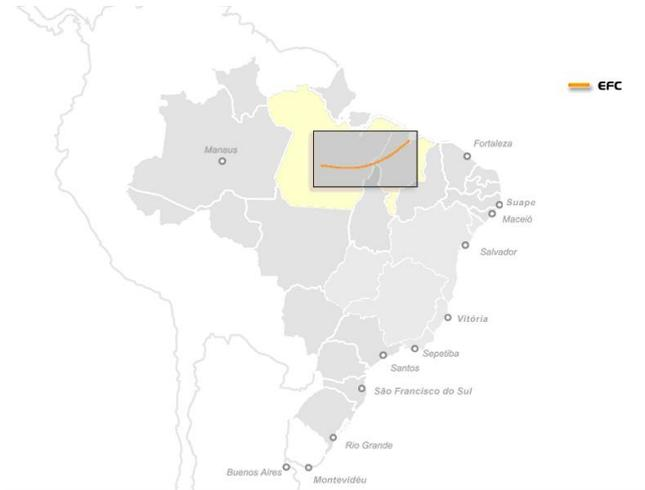 EFC
Fortaleza
Manaus
Suape
Maceió
Salvador
Vitória
Sepetiba
Santos
São Francisco do Sul
Rio Grande
Buenos Aires
Montevidéu